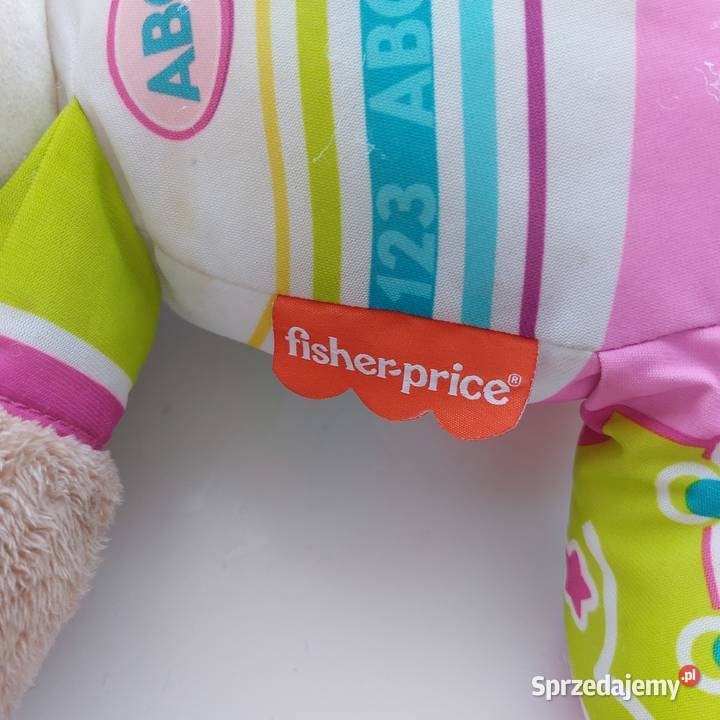 ABC
123 ABC
fisher-price®
Sprzedajemy.pl